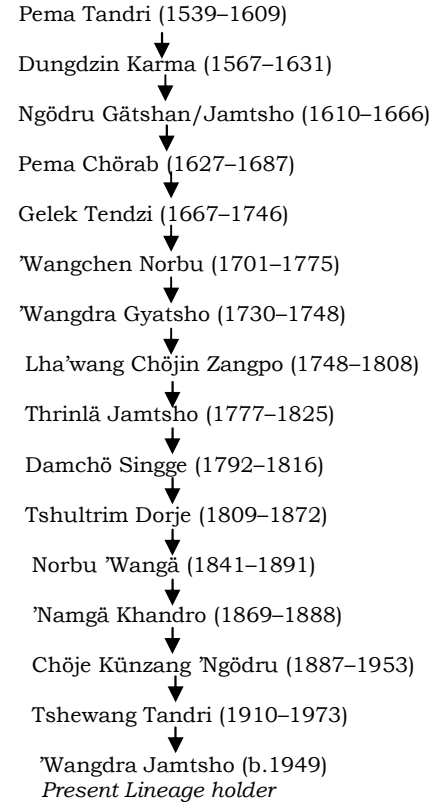 Pema Tandri (1539–1609)
Dungdzin Karma (1567–1631)
Ngödru Gätshan/Jamtsho (1610–1666)
Pema Chörab (1627–1687)
Gelek Tendzi (1667–1746)
’Wangchen Norbu (1701–1775)
’Wangdra Gyatsho (1730–1748)
Lha’wang Chöjin Zangpo (1748–1808)
Thrinlä Jamtsho (1777–1825)
Damchö Singge (1792–1816)
Tshultrim Dorje (1809–1872)
Norbu ’Wangä (1841–1891)
’Namgä Khandro (1869–1888)
Chöje Künzang ’Ngödru (1887–1953)
Tshewang Tandri (1910–1973)
’Wangdra Jamtsho (b.1949)
Present Lineage holder